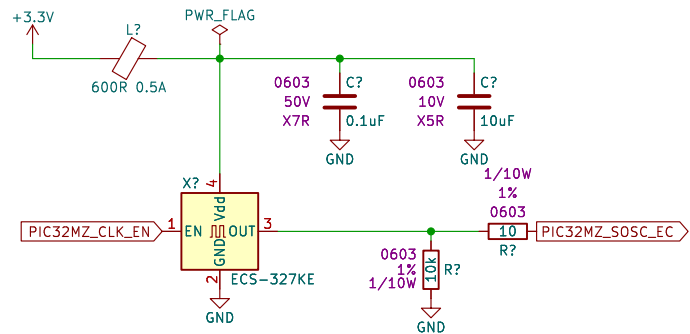 +3.3V
PWR_FLAG
L?
600R 0.5A
0603
50V
X7R
C?
0.1uF
GND
0603
10V
X5R
C?
10uF
GND
X?
4
Vdd
PIC32MZ_CLK_EN
1
EN
OUT
3
GND
2
ECS-327KE
GND
1/10W
1%
0603
10
R?
PIC32MZ_SOSC_EC
0603
1%
1/10W
10k
R?
GND